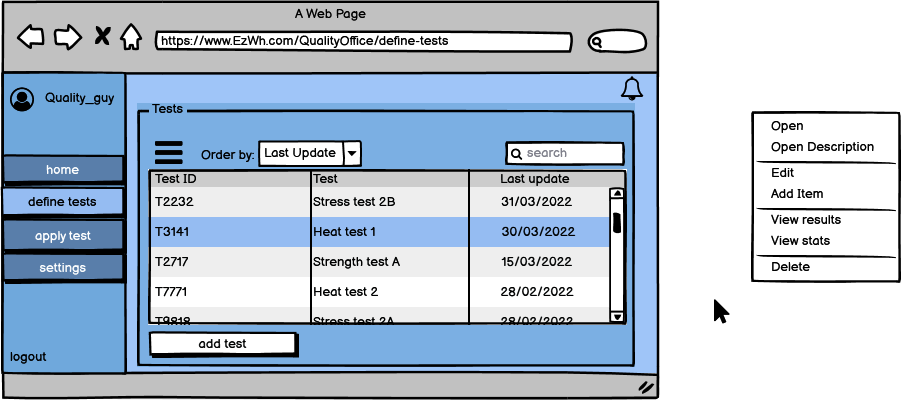 A Web Page
https://www.EzWh.com/QualityOffice/define-tests
Quality_guy
home
define tests
apply test
settings
logout
Tests
Order by: Last Update
search
Test ID Test Last update
T2232 Stress test 2B 31/03/2022
T3141 Heat test 1 30/03/2022
T2717 Strength test A 15/03/2022
T7771 Heat test 2 28/02/2022
T9818 Stress test 2A 28/02/2022
add test
Open
Open Description
Edit
Add Item
View results
View stats
Delete